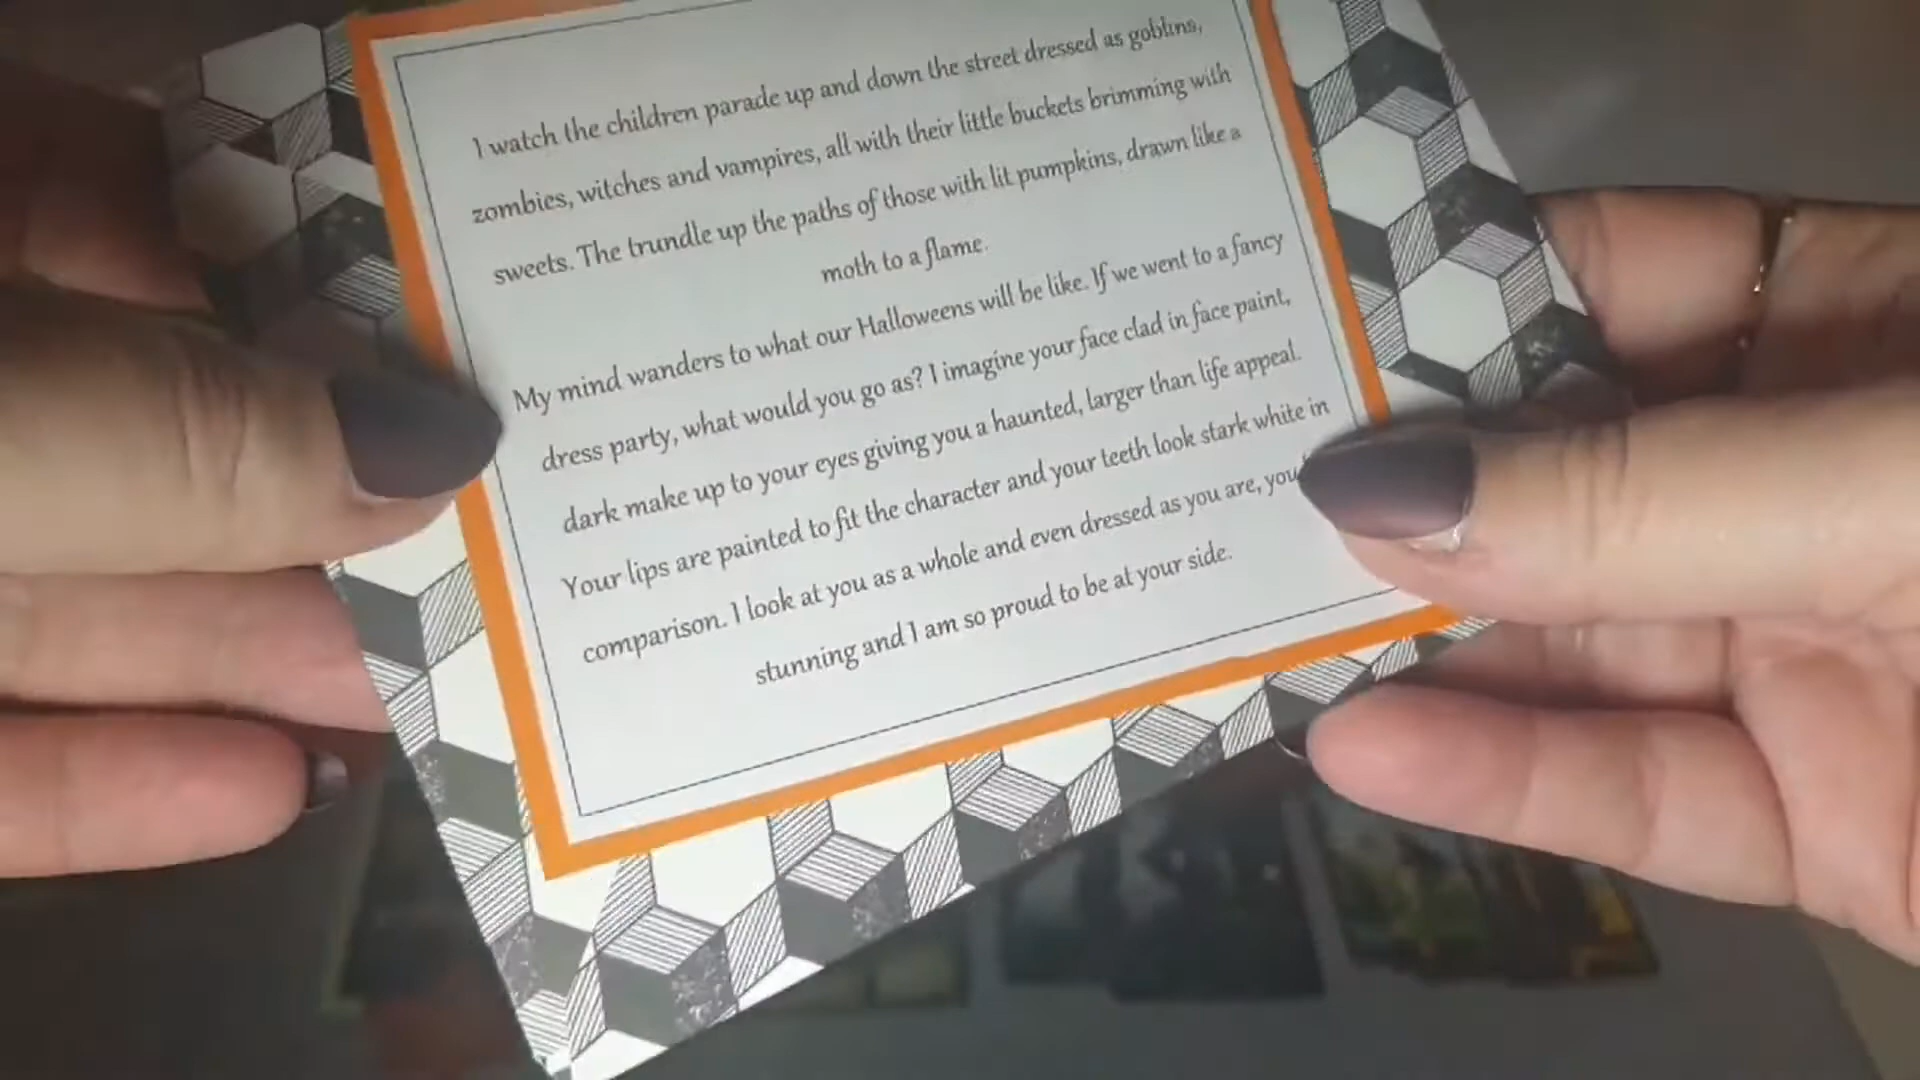 I watch the children parade up and down the street dressed as goblins,
zombies, witches and vampires, all with their little buckets brimming with
sweets. The trundle up the paths of those with lit pumpkins, drawn like a
moth to a flame.
My mind wanders to what our Halloweens will be like. If we went to a fancy
dress party, what would you go as? I imagine your face clad in face paint,
dark make up to your eyes giving you a haunted, larger than life appeal.
Your lips are painted to fit the character and your teeth look stark white in
comparison. I look at you as a whole and even dressed as you are,
stunning and I am so proud to be at your side.